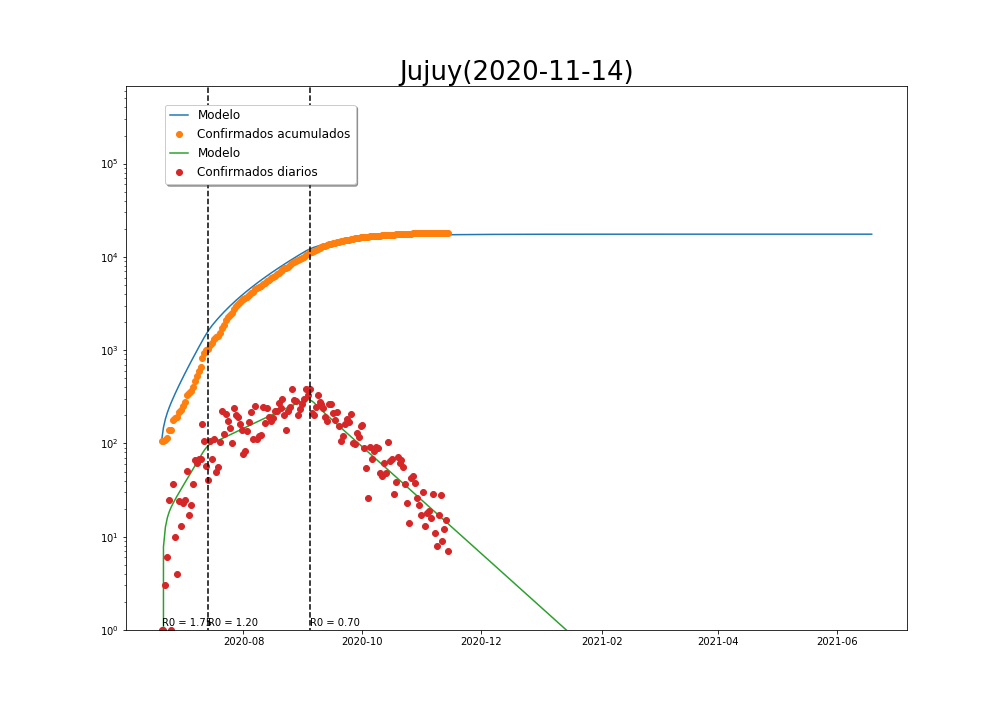 Jujuy(2020-11-14)
Modelo
Confirmados acumulados
Modelo
Confirmados diarios
10⁵
10⁴
10³
10²
10¹
10⁰
R0 = 1.75
R0 = 1.20
R0 = 0.70
2020-08
2020-10
2020-12
2021-02
2021-04
2021-06